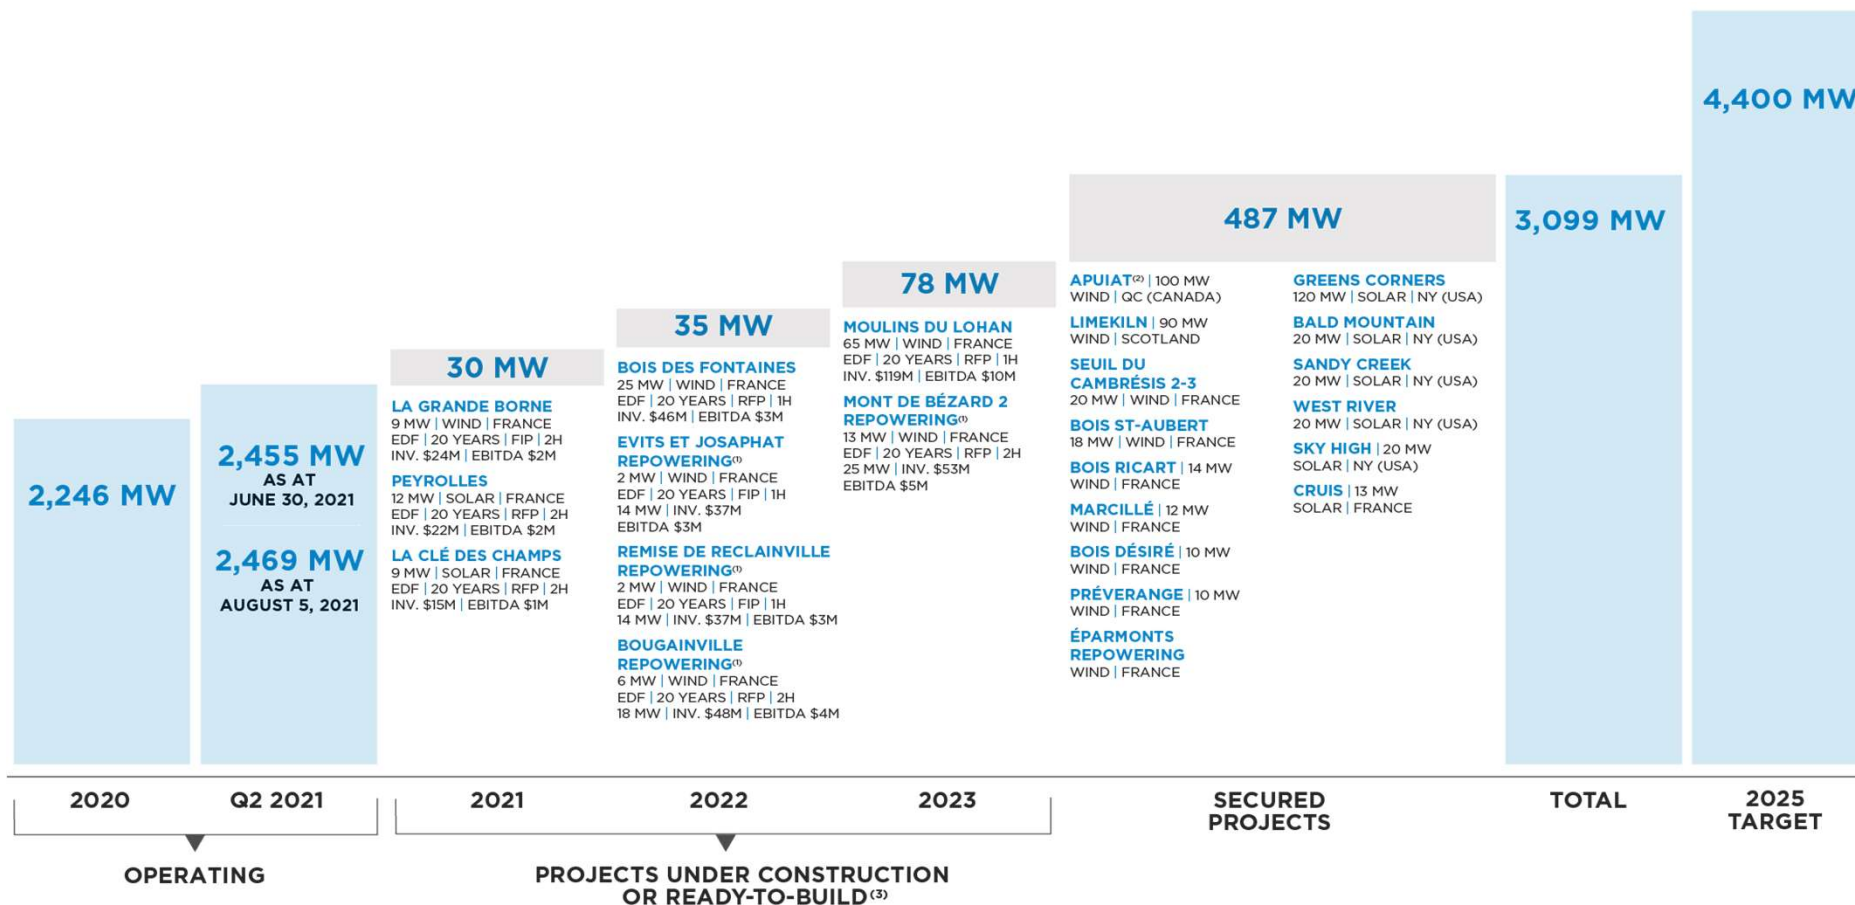 2,246 MW
2,455 MW
AS AT
JUNE 30, 2021
2,469 MW
AS AT
AUGUST 5, 2021
30 MW
LA GRANDE BORNE
9 MW | WIND | FRANCE
EDF | 20 YEARS | FIP | 2H
INV. $24M | EBITDA $2M
PEYROLLES
12 MW | SOLAR | FRANCE
EDF | 20 YEARS | RFP | 2H
INV. $22M | EBITDA $2M
LA CLÉ DES CHAMPS
9 MW | SOLAR | FRANCE
EDF | 20 YEARS | RFP | 2H
INV. $15M | EBITDA $1M
35 MW
BOIS DES FONTAINES
25 MW | WIND | FRANCE
EDF | 20 YEARS | RFP | 1H
INV. $46M | EBITDA $3M
EVITS ET JOSAPHAT
REPOWERING(1)
2 MW | WIND | FRANCE
EDF | 20 YEARS | FIP | 1H
14 MW | INV. $37M
EBITDA $3M
REMISE DE RECLAINVILLE
REPOWERING(1)
2 MW | WIND | FRANCE
EDF | 20 YEARS | FIP | 1H
14 MW | INV. $37M | EBITDA $3M
BOUGAINVILLE
REPOWERING(1)
6 MW | WIND | FRANCE
EDF | 20 YEARS | RFP | 2H
18 MW | INV. $48M | EBITDA $4M
78 MW
MOULINS DU LOHAN
65 MW | WIND | FRANCE
EDF | 20 YEARS | RFP | 1H
INV. $119M | EBITDA $10M
MONT DE BÉZARD 2
REPOWERING(1)
13 MW | WIND | FRANCE
EDF | 20 YEARS | RFP | 2H
25 MW | INV. $53M
EBITDA $5M
487 MW
APUIAT(2) | 100 MW
WIND | QC (CANADA)
LIMEKILN | 90 MW
WIND | SCOTLAND
SEUIL DU
CAMBRÉSIS 2-3
20 MW | WIND | FRANCE
BOIS ST-AUBERT
18 MW | WIND | FRANCE
BOIS RICART | 14 MW
WIND | FRANCE
MARCILLÉ | 12 MW
WIND | FRANCE
BOIS DÉSIRÉ | 10 MW
WIND | FRANCE
PRÉVERANGE | 10 MW
WIND | FRANCE
ÉPARMONTS
REPOWERING
WIND | FRANCE
GREENS CORNERS
120 MW | SOLAR | NY (USA)
BALD MOUNTAIN
20 MW | SOLAR | NY (USA)
SANDY CREEK
20 MW | SOLAR | NY (USA)
WEST RIVER
20 MW | SOLAR | NY (USA)
SKY HIGH | 20 MW
SOLAR | NY (USA)
CRUIS | 13 MW
SOLAR | FRANCE
3,099 MW
4,400 MW
2020
Q2 2021
2021
2022
2023
SECURED
PROJECTS
TOTAL
2025
TARGET
OPERATING
PROJECTS UNDER CONSTRUCTION
OR READY-TO-BUILD(3)